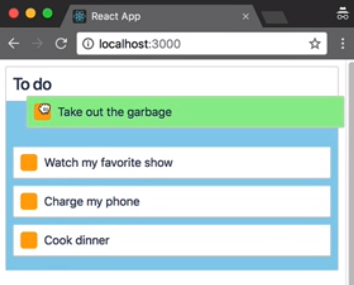 React App
localhost:3000
To do
Take out the garbage
Watch my favorite show
Charge my phone
Cook dinner